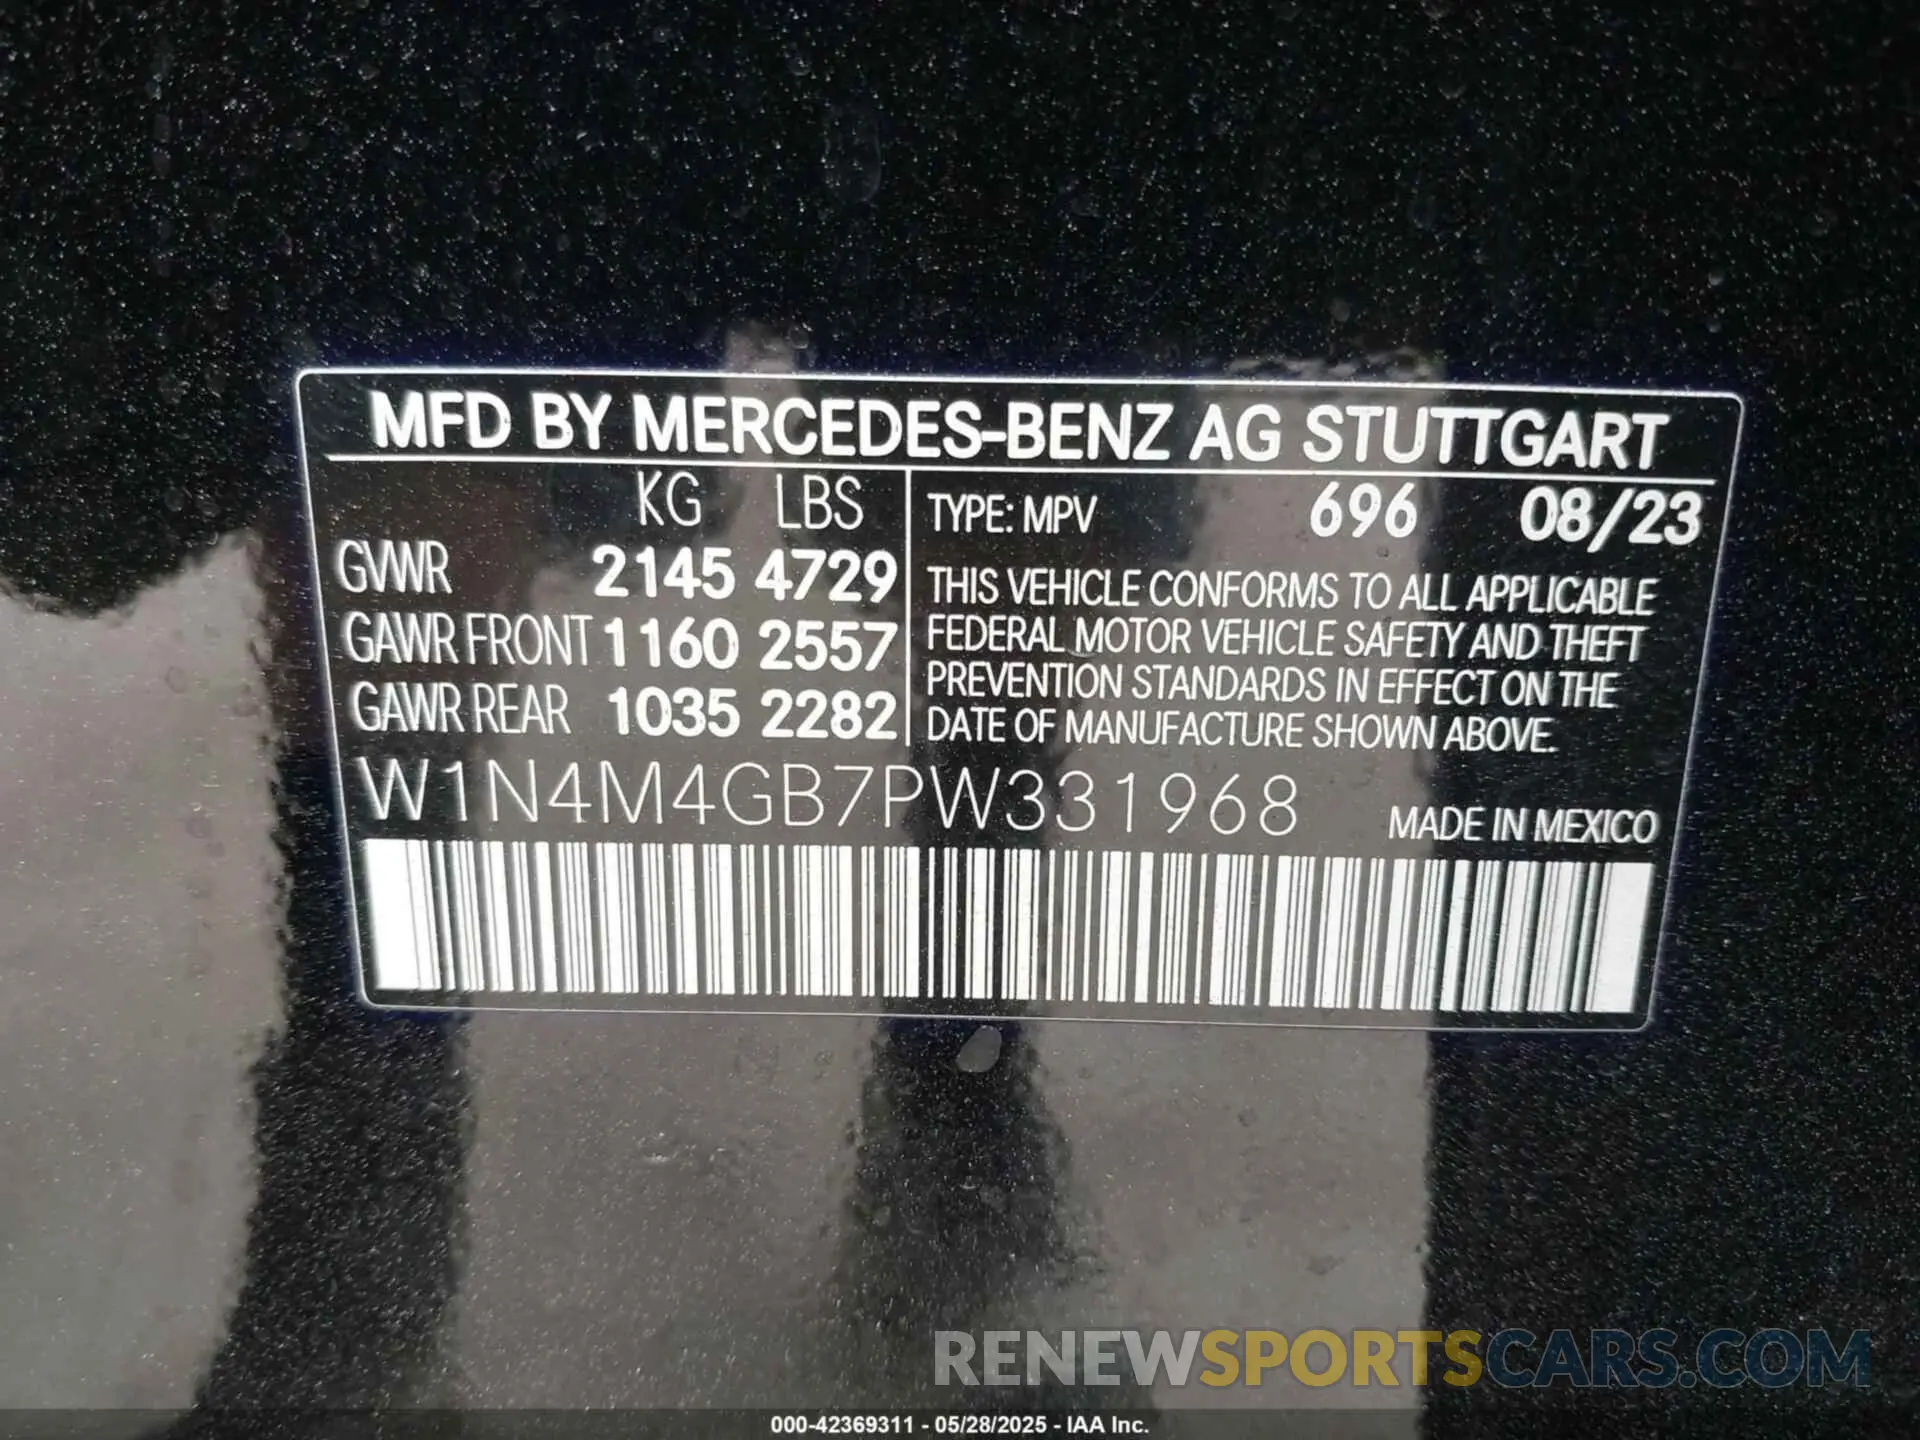 MFD BY MERCEDES-BENZ AG STUTTGART
KG LBS
GVWR 2145 4729
GAWR FRONT 1160 2557
GAWR REAR 1035 2282
TYPE: MPV 696 08/23
THIS VEHICLE CONFORMS TO ALL APPLICABLE
FEDERAL MOTOR VEHICLE SAFETY AND THEFT
PREVENTION STANDARDS IN EFFECT ON THE
DATE OF MANUFACTURE SHOWN ABOVE.
W1N4M4GB7PW331968
MADE IN MEXICO
RENEWSPORTSCARS.COM
000-42369311 - 05/28/2025 - IAA Inc.